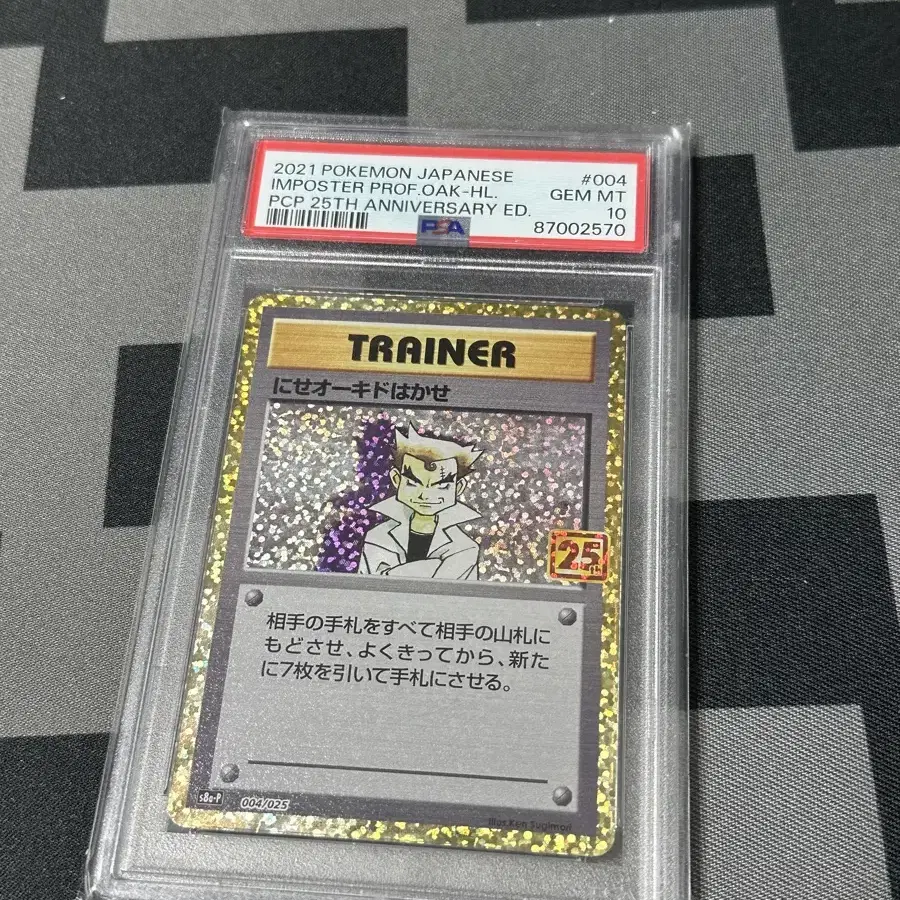 2021 POKEMON JAPANESE #004
IMPOSTER PROF.OAK-HL. GEM MT
PCP 25TH ANNIVERSARY ED. 10
PSA 87002570
TRAINER
にせオーキドはかせ
25th
相手の手札をすべて相手の山札に
もどさせ、よくきってから、新た
に7枚を引いて手札にさせる。
s8a-P 004/025
Illus.Ken Sugimori